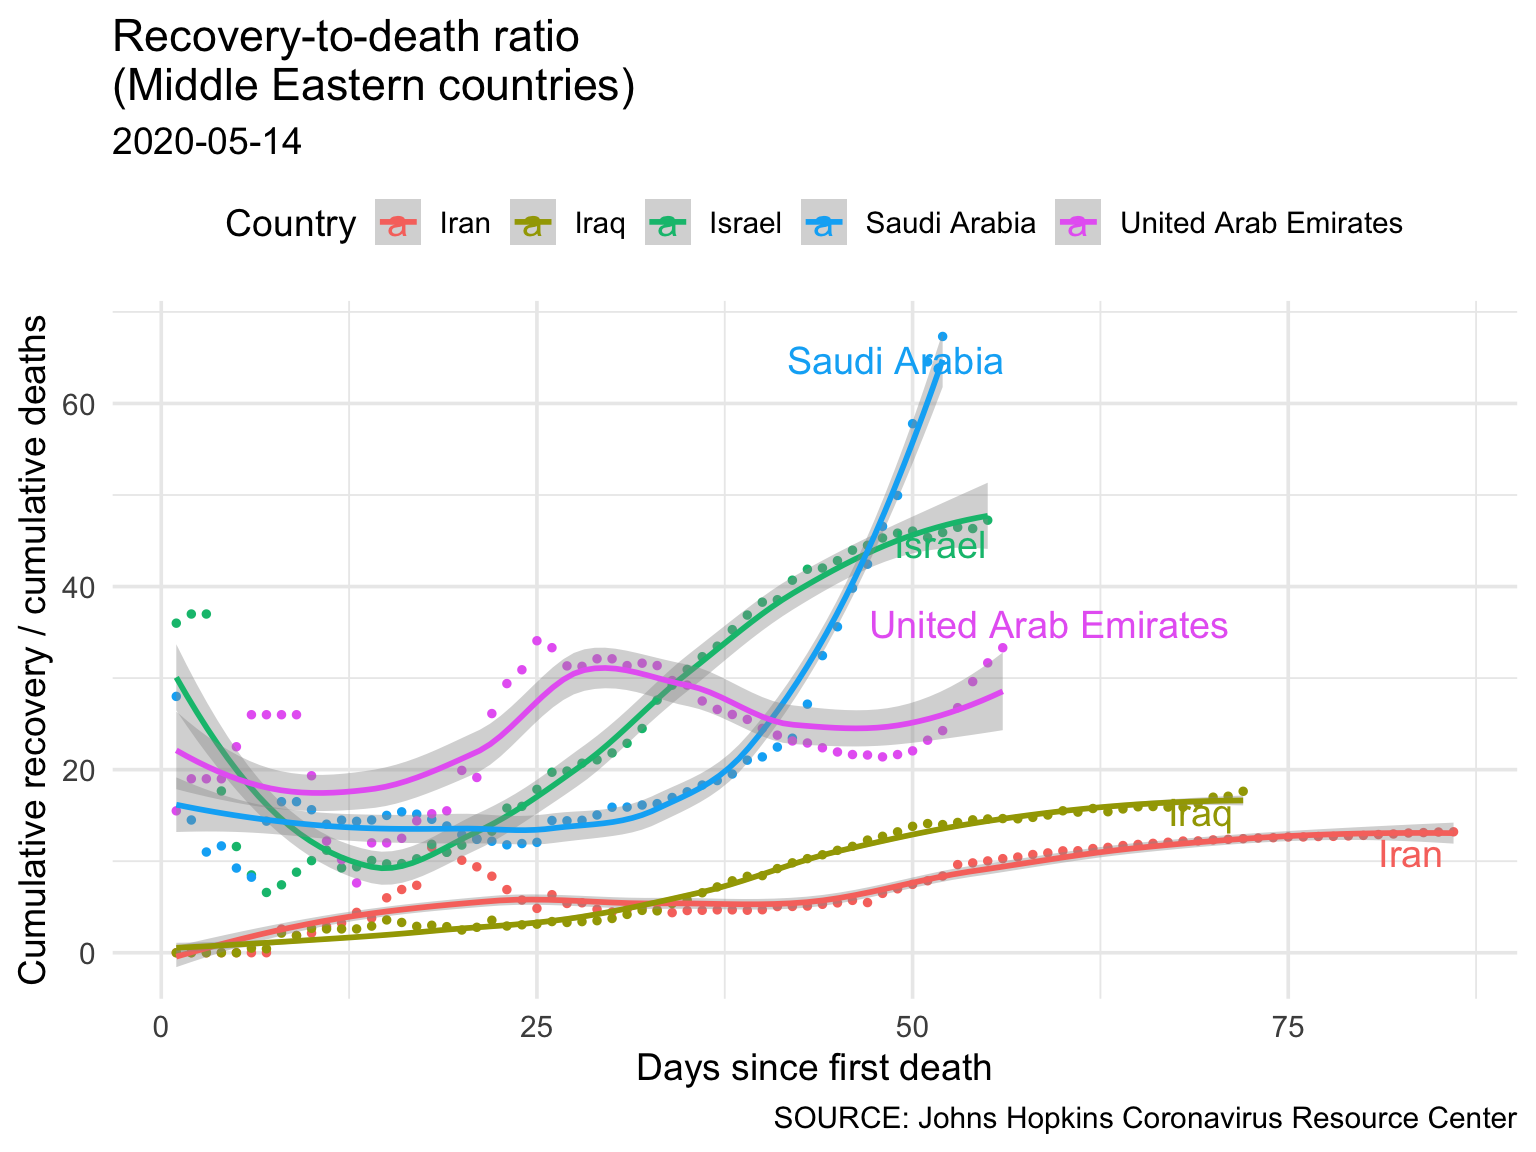 Recovery-to-death ratio
(Middle Eastern countries)
2020-05-14
Country a Iran a Iraq a Israel a Saudi Arabia a United Arab Emirates
Cumulative recovery / cumulative deaths
60
40
20
0
Saudi Arabia
Israel
United Arab Emirates
Iraq
Iran
0 25 50 75
Days since first death
SOURCE: Johns Hopkins Coronavirus Resource Center